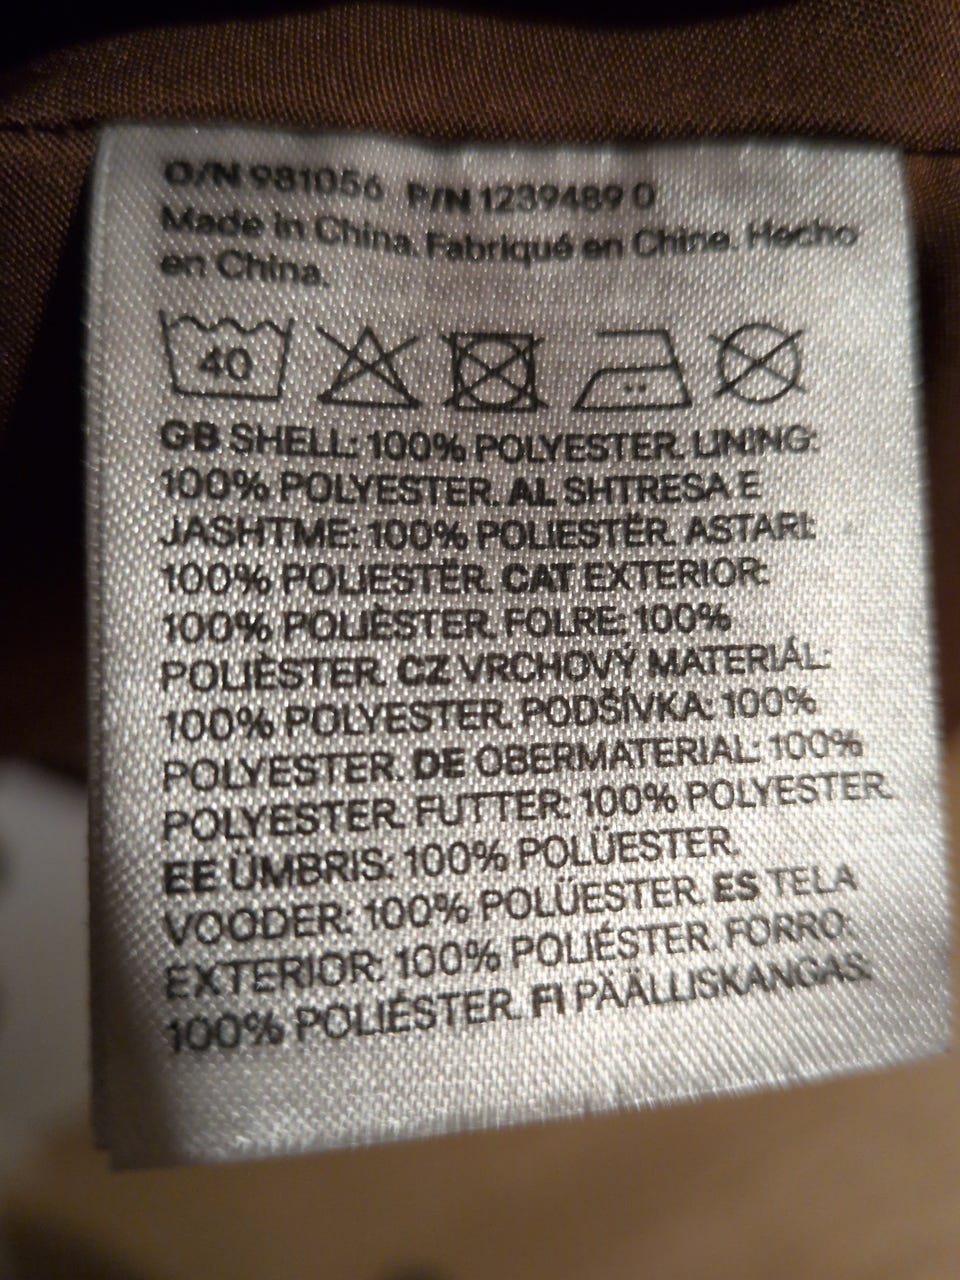 O/N 981056 P/N 1239489 0
Made in China. Fabriqué en Chine. Hecho
en China.
40
GB SHELL: 100% POLYESTER. LINING:
100% POLYESTER. AL SHTRESA E
JASHTME: 100% POLIESTËR. ASTARI:
100% POLIESTËR. CAT EXTERIOR:
100% POLIÈSTER. FOLRE: 100%
POLIÈSTER. CZ VRCHOVÝ MATERIÁL:
100% POLYESTER. PODŠÍVKA: 100%
POLYESTER. DE OBERMATERIAL: 100%
POLYESTER. FUTTER: 100% POLYESTER.
EE ÜMBRIS: 100% POLÜESTER.
VOODER: 100% POLÜESTER. ES TELA
EXTERIOR: 100% POLIÉSTER. FORRO:
100% POLIÉSTER. FI PÄÄLLISKANGAS: